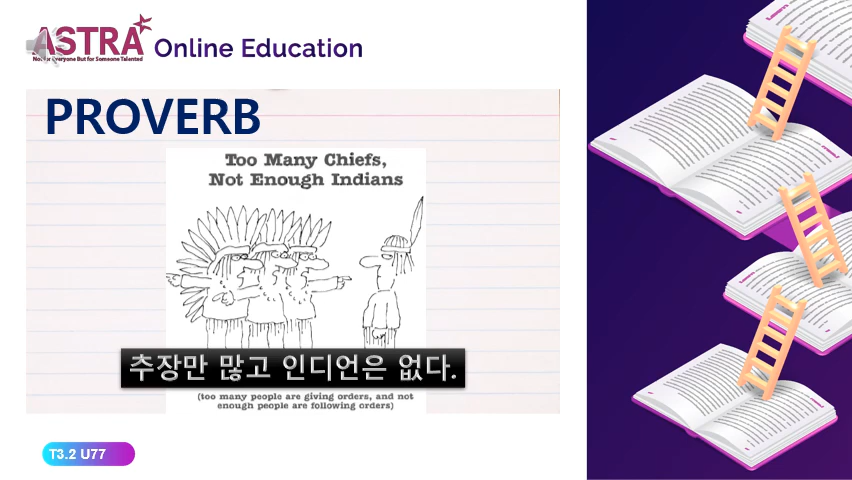 ASTRA
Not for Everyone But for Someone Talented
Online Education
PROVERB
Too Many Chiefs,
Not Enough Indians
추장만 많고 인디언은 없다.
(too many people are giving orders, and not
enough people are following orders)
T3.2 U77